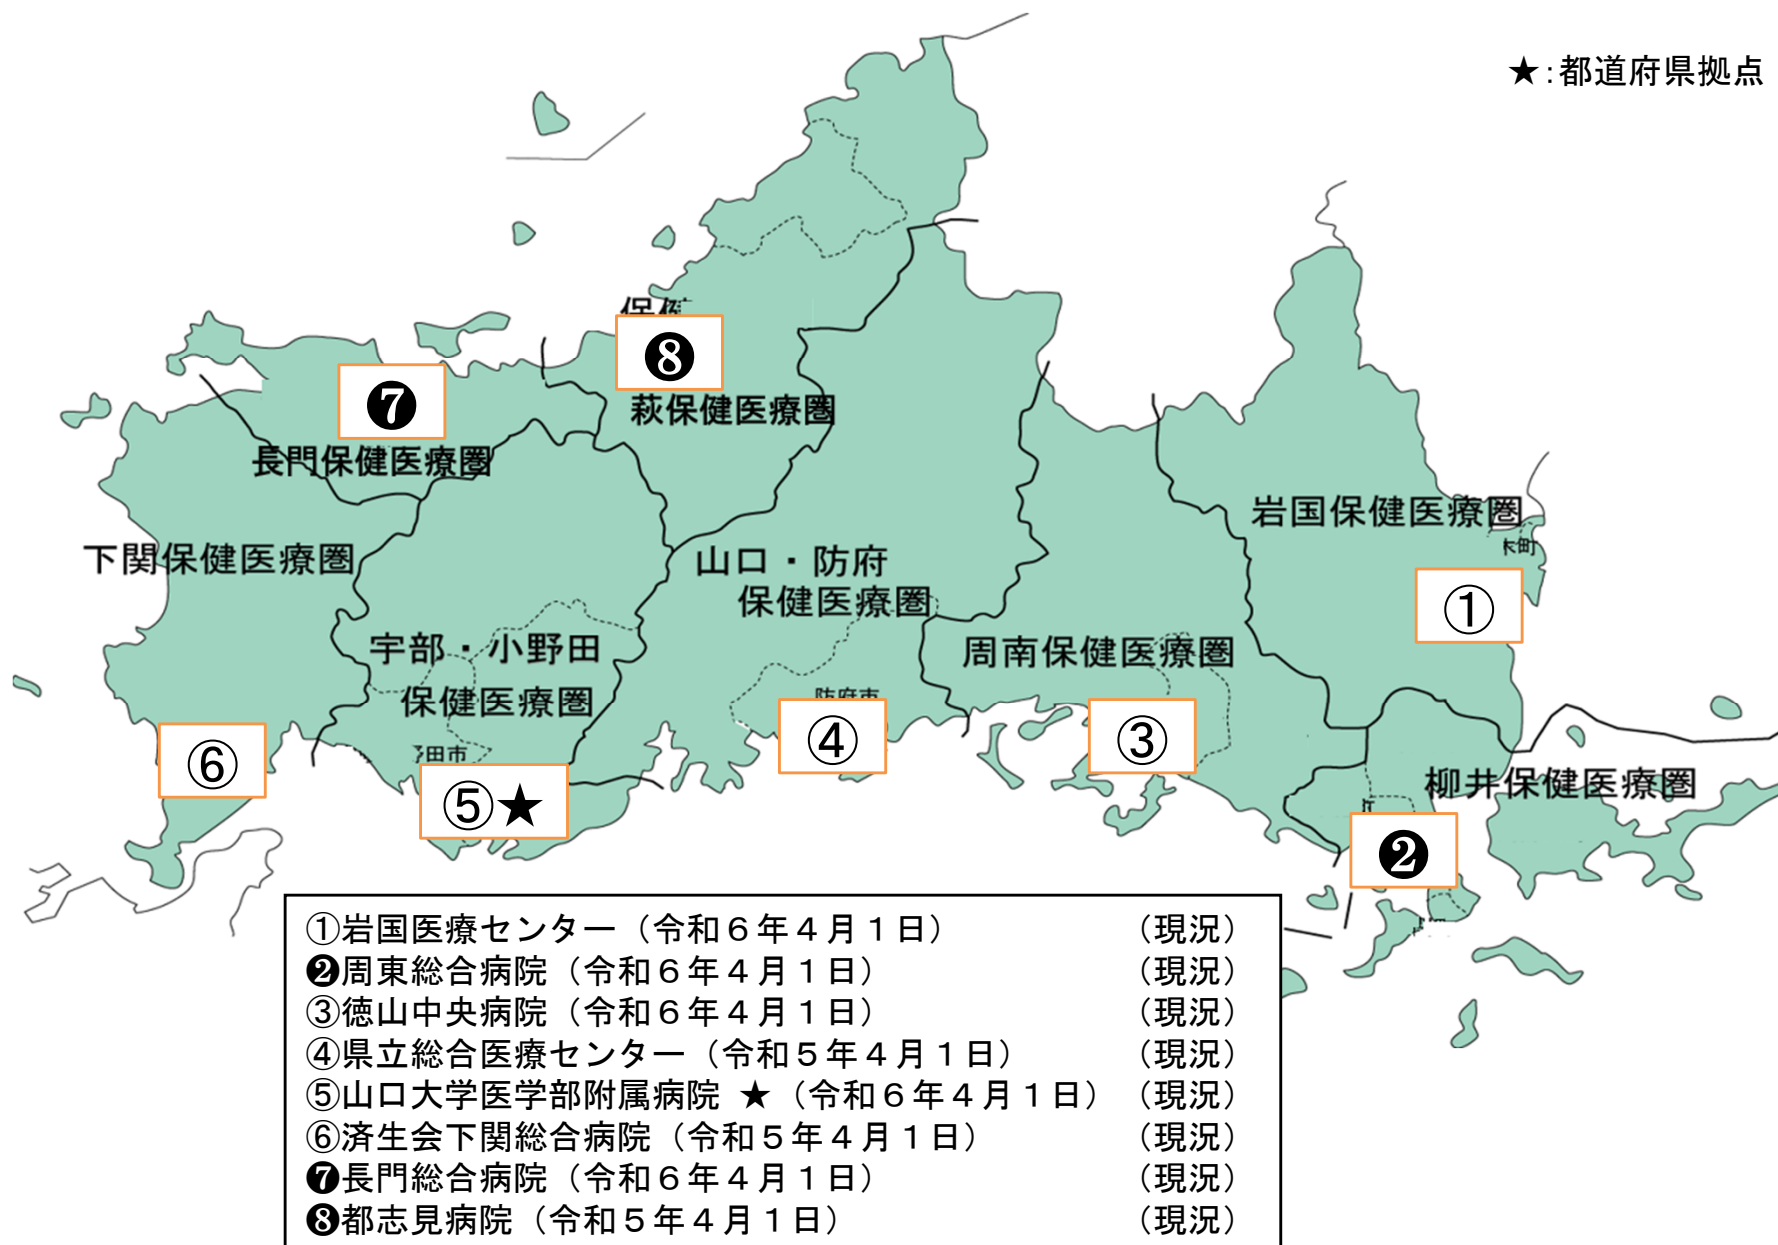 ★:都道府県拠点
保健
❽
萩保健医療圏
❼
長門保健医療圏
岩国保健医療圏
木町
下関保健医療圏
山口・防府
保健医療圏
①
宇部・小野田
保健医療圏
周南保健医療圏
防府市
④
③
⑥
田市
⑤★
柳井保健医療圏
❷
①岩国医療センター（令和６年４月１日） （現況）
❷周東総合病院（令和６年４月１日） （現況）
③徳山中央病院（令和６年４月１日） （現況）
④県立総合医療センター（令和５年４月１日） （現況）
⑤山口大学医学部附属病院 ★（令和６年４月１日） （現況）
⑥済生会下関総合病院（令和５年４月１日） （現況）
❼長門総合病院（令和６年４月１日） （現況）
❽都志見病院（令和５年４月１日） （現況）